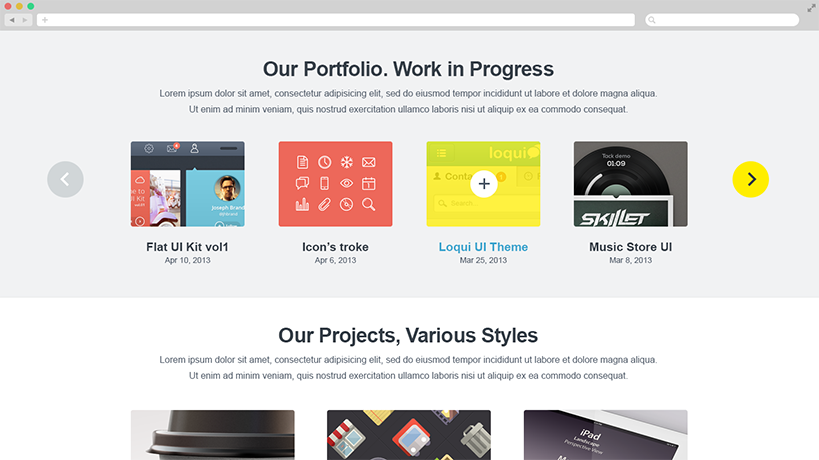 Our Portfolio. Work in Progress
Lorem ipsum dolor sit amet, consectetur adipisicing elit, sed do eiusmod tempor incididunt ut labore et dolore magna aliqua.
Ut enim ad minim veniam, quis nostrud exercitation ullamco laboris nisi ut aliquip ex ea commodo consequat.
Joseph Brand
loqui
Conta
Search...
Tack demo
01:09
SKILLET
Flat UI Kit vol1
Apr 10, 2013
Icon's troke
Apr 6, 2013
Loqui UI Theme
Mar 25, 2013
Music Store UI
Mar 8, 2013
Our Projects, Various Styles
Lorem ipsum dolor sit amet, consectetur adipisicing elit, sed do eiusmod tempor incididunt ut labore et dolore magna aliqua.
Ut enim ad minim veniam, quis nostrud exercitation ullamco laboris nisi ut aliquip ex ea commodo consequat.
iPad
Landscape
Perspective View